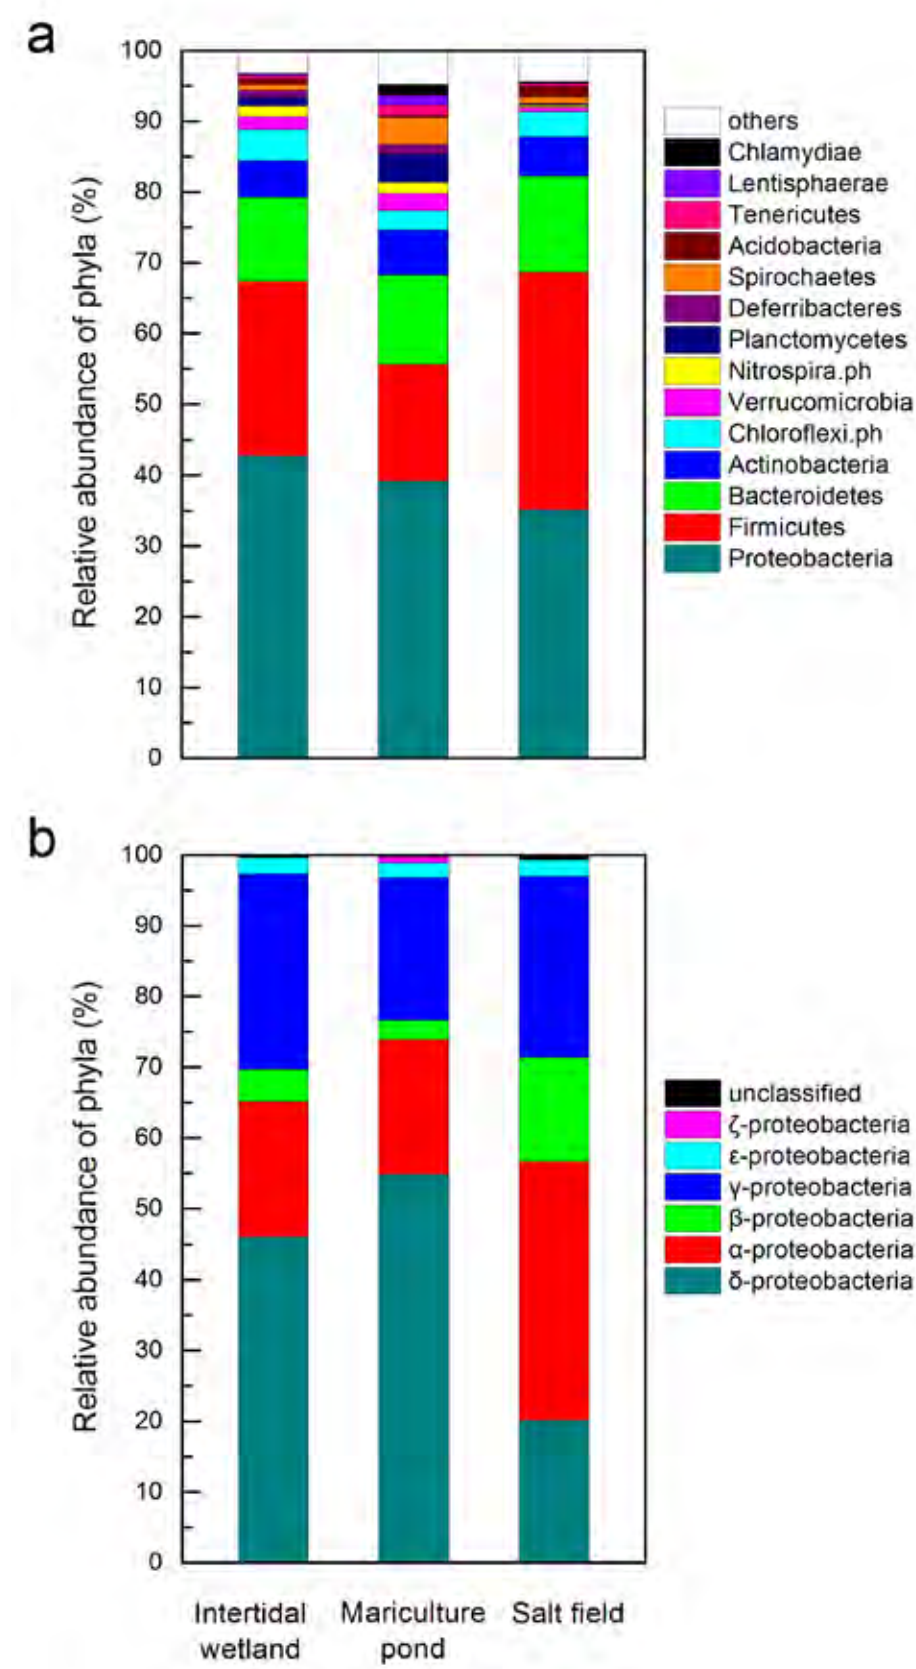 a
Relative abundance of phyla (%)
100
90
80
70
60
50
40
30
20
10
0
others
Chlamydiae
Lentisphaerae
Tenericutes
Acidobacteria
Spirochaetes
Deferribacteres
Planctomycetes
Nitrospira.ph
Verrucomicrobia
Chloroflexi.ph
Actinobacteria
Bacteroidetes
Firmicutes
Proteobacteria
b
Relative abundance of phyla (%)
100
90
80
70
60
50
40
30
20
10
0
unclassified
ζ-proteobacteria
ε-proteobacteria
γ-proteobacteria
β-proteobacteria
α-proteobacteria
δ-proteobacteria
Intertidal
wetland
Mariculture
pond
Salt field